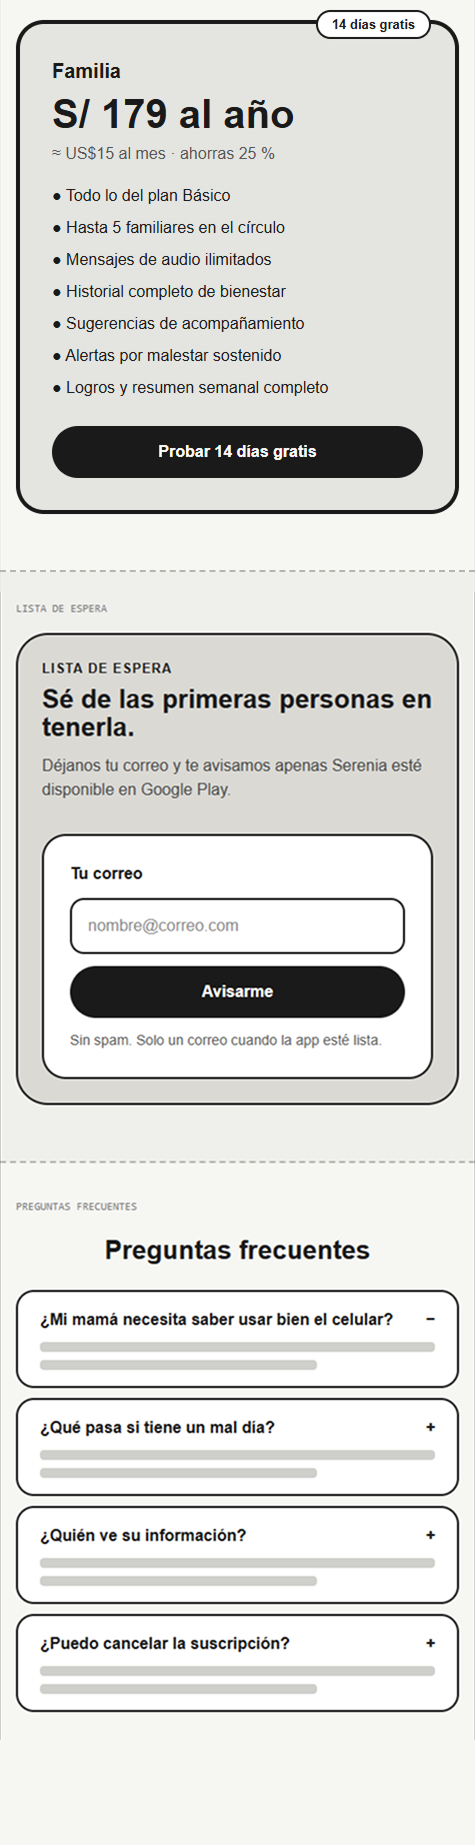 14 días gratis
Familia
S/ 179 al año
≈ US$15 al mes · ahorras 25 %
● Todo lo del plan Básico
● Hasta 5 familiares en el círculo
● Mensajes de audio ilimitados
● Historial completo de bienestar
● Sugerencias de acompañamiento
● Alertas por malestar sostenido
● Logros y resumen semanal completo
Probar 14 días gratis
LISTA DE ESPERA
LISTA DE ESPERA
Sé de las primeras personas en
tenerla.
Déjanos tu correo y te avisamos apenas Serenia esté
disponible en Google Play.
Tu correo
nombre@correo.com
Avisarme
Sin spam. Solo un correo cuando la app esté lista.
PREGUNTAS FRECUENTES
Preguntas frecuentes
¿Mi mamá necesita saber usar bien el celular? −
¿Qué pasa si tiene un mal día? +
¿Quién ve su información? +
¿Puedo cancelar la suscripción? +